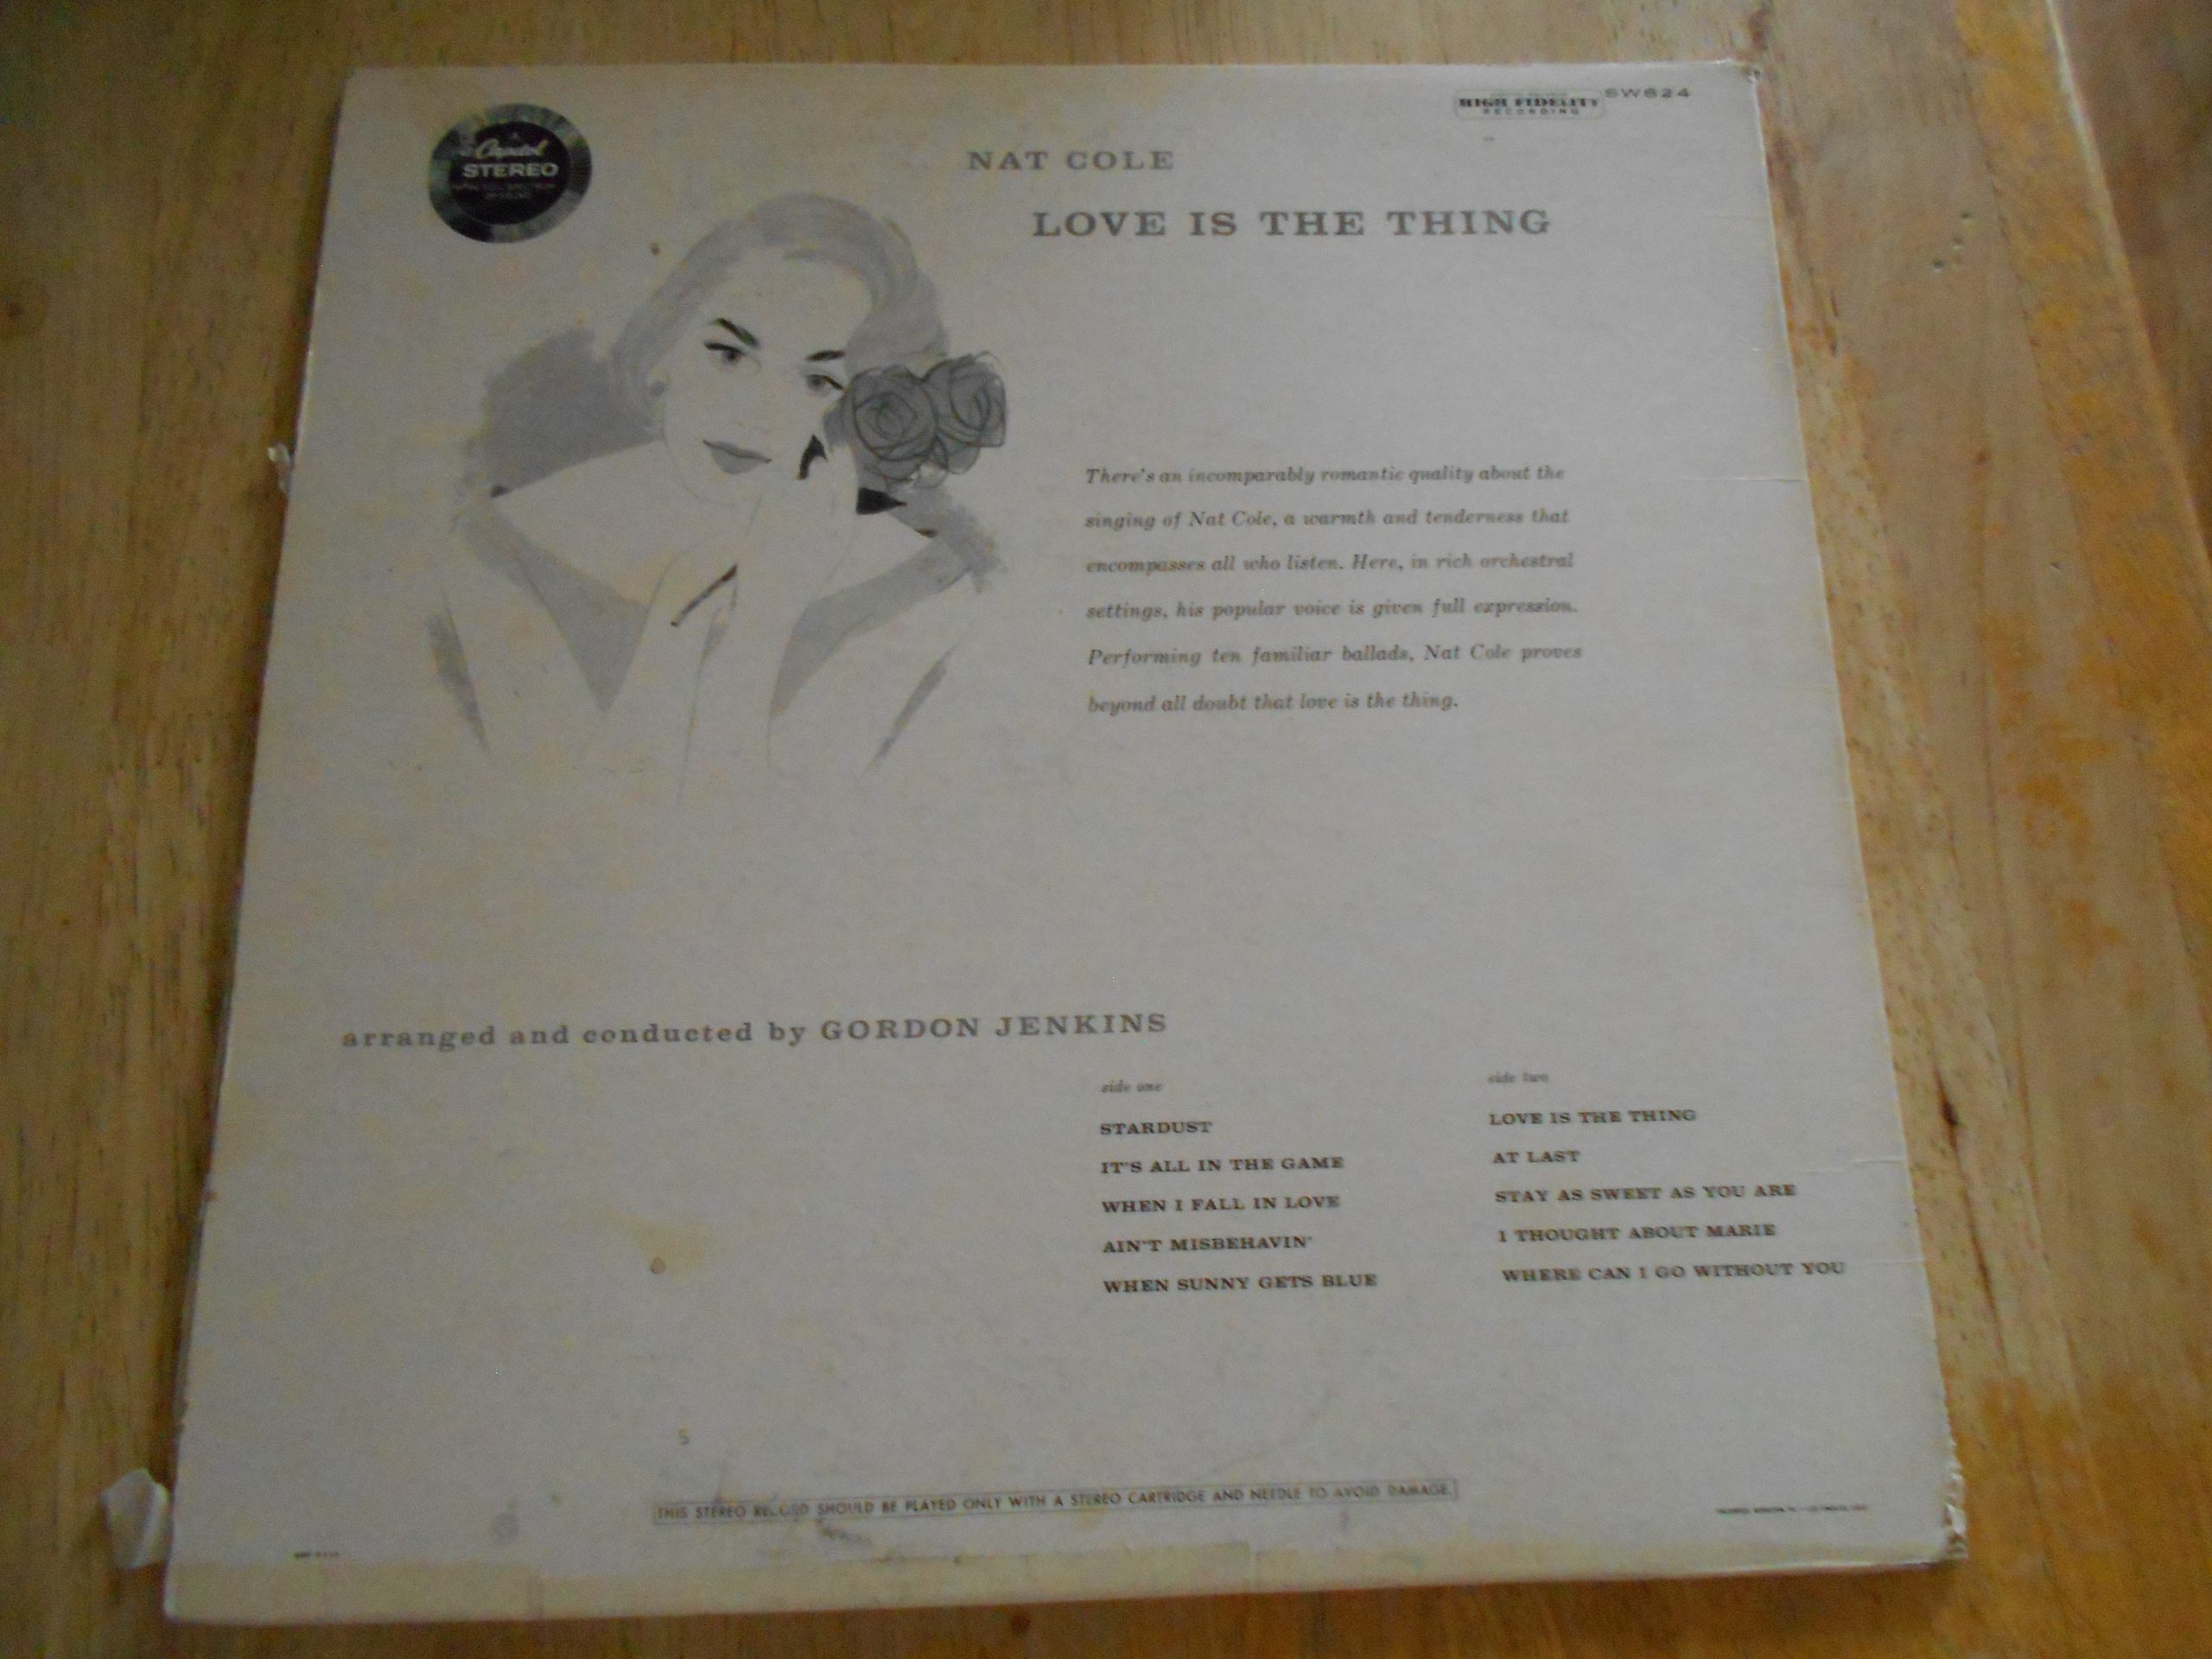 A
Capitol
STEREO
HIGH FIDELITY
RECORDING
SW824
NAT COLE
LOVE IS THE THING
There's an incomparably romantic quality about the
singing of Nat Cole, a warmth and tenderness that
encompasses all who listen. Here, in rich orchestral
settings, his popular voice is given full expression.
Performing ten familiar ballads, Nat Cole proves
beyond all doubt that love is the thing.
arranged and conducted by GORDON JENKINS
side one
STARDUST
IT'S ALL IN THE GAME
WHEN I FALL IN LOVE
AIN'T MISBEHAVIN'
WHEN SUNNY GETS BLUE
side two
LOVE IS THE THING
AT LAST
STAY AS SWEET AS YOU ARE
I THOUGHT ABOUT MARIE
WHERE CAN I GO WITHOUT YOU
5
THIS STEREO RECORD SHOULD BE PLAYED ONLY WITH A STEREO CARTRIDGE AND NEEDLE TO AVOID DAMAGE.